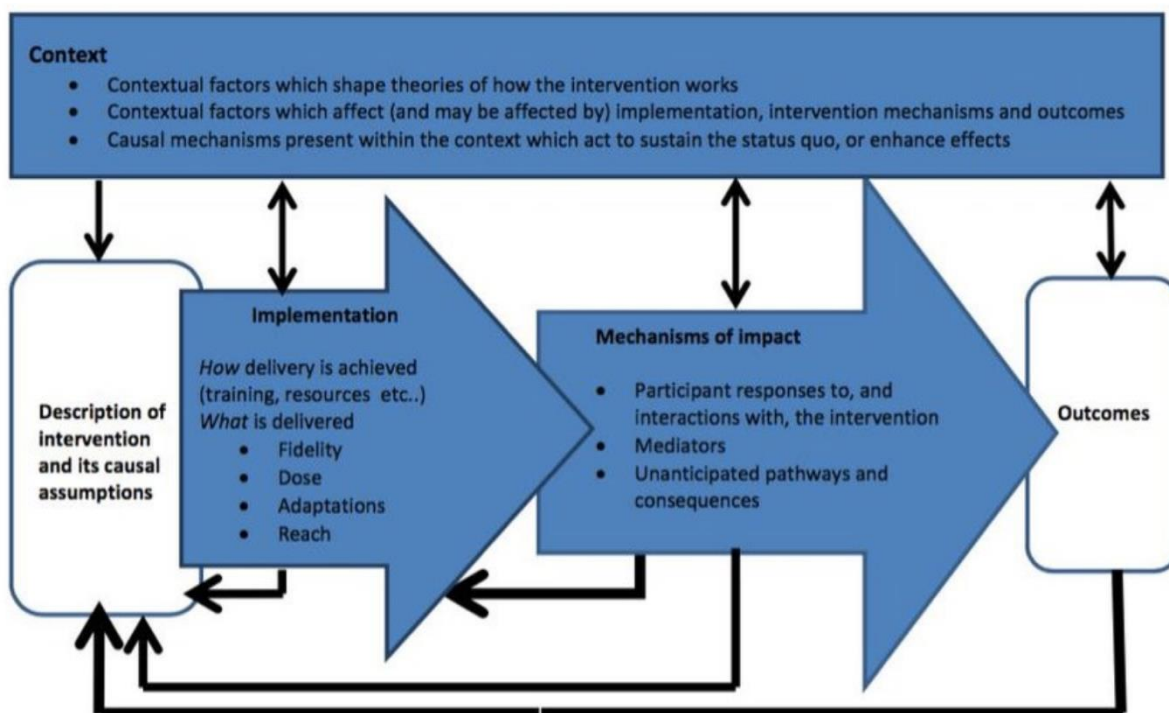 Context
• Contextual factors which shape theories of how the intervention works
• Contextual factors which affect (and may be affected by) implementation, intervention mechanisms and outcomes
• Causal mechanisms present within the context which act to sustain the status quo, or enhance effects
Description of
intervention
and its causal
assumptions
Implementation
How delivery is achieved
(training, resources etc..)
What is delivered
• Fidelity
• Dose
• Adaptations
• Reach
Mechanisms of impact
• Participant responses to, and
interactions with, the intervention
• Mediators
• Unanticipated pathways and
consequences
Outcomes